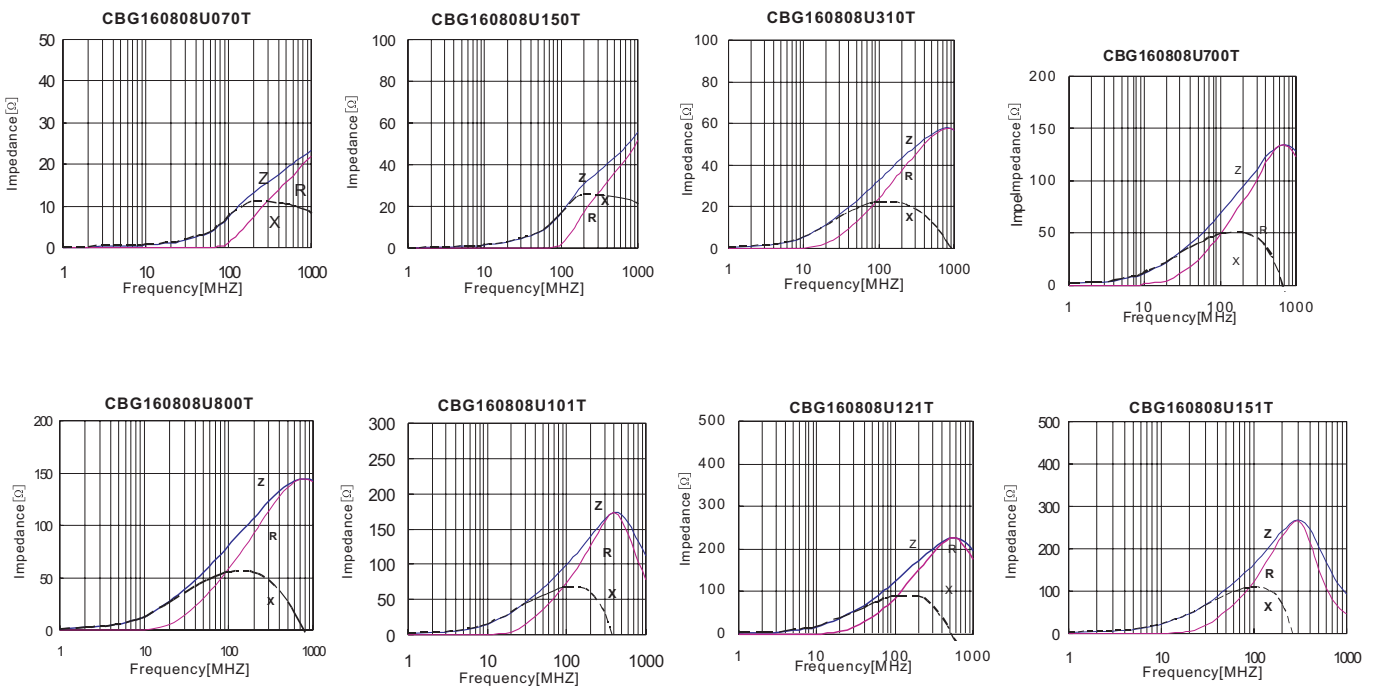 CBG160808U070T
50
40
30
20
10
0
Impedance[Ω]
Z
R
X
1 10 100 1000
Frequency[MHZ]
CBG160808U150T
100
80
60
40
20
0
Impedance[Ω]
Z
X
R
1 10 100 1000
Frequency[MHZ]
CBG160808U310T
100
80
60
40
20
0
Impedance[Ω]
Z
R
X
1 10 100 1000
Frequency[MHZ]
CBG160808U700T
200
150
100
50
0
ImpeImpedance[Ω]
Z
R
X
1 10 100 1000
Frequency[MHz]
CBG160808U800T
200
150
100
50
0
Impedance[Ω]
Z
R
X
1 10 100 1000
Frequency[MHZ]
CBG160808U101T
300
250
200
150
100
50
0
Impedance[Ω]
Z
R
X
1 10 100 1000
Frequency[MHZ]
CBG160808U121T
500
400
300
200
100
0
Impedance[Ω]
Z
R
X
1 10 100 1000
Frequency[MHZ]
CBG160808U151T
500
400
300
200
100
0
Impedance[Ω]
Z
R
X
1 10 100 1000
Frequency[MHZ]